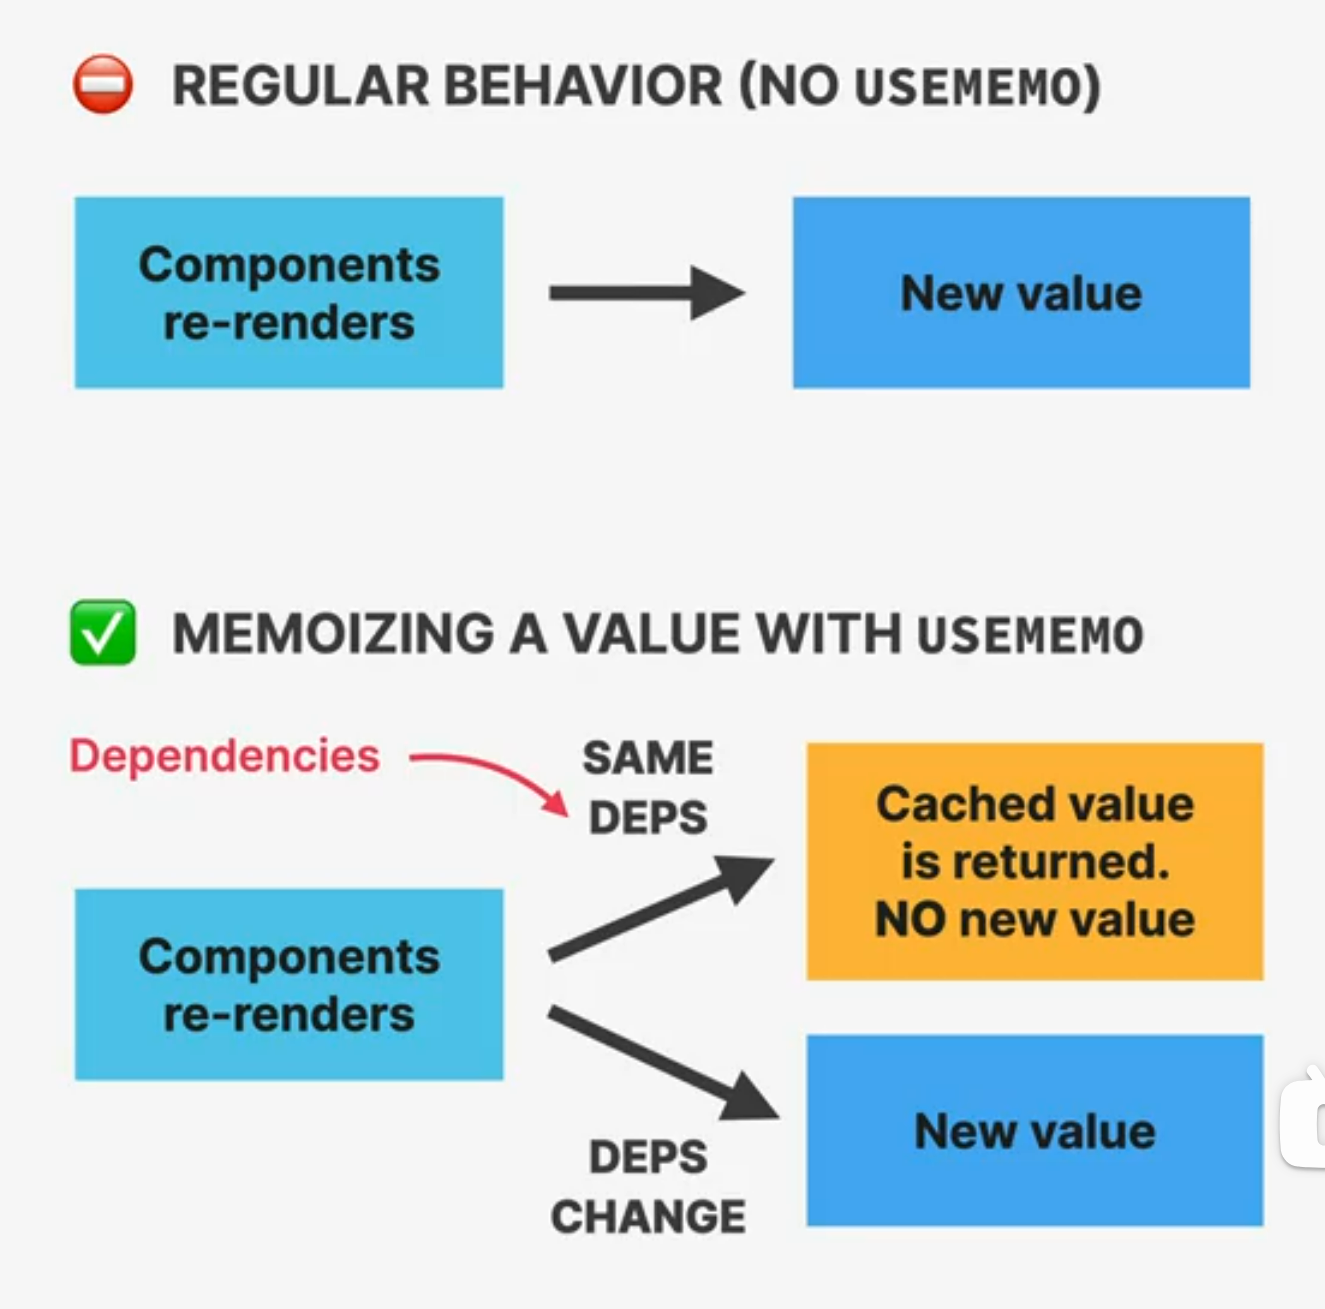 REGULAR BEHAVIOR (NO USEMEMO)
Components
re-renders
New value
MEMOIZING A VALUE WITH USEMEMO
Dependencies
SAME
DEPS
Cached value
is returned.
NO new value
Components
re-renders
New value
DEPS
CHANGE